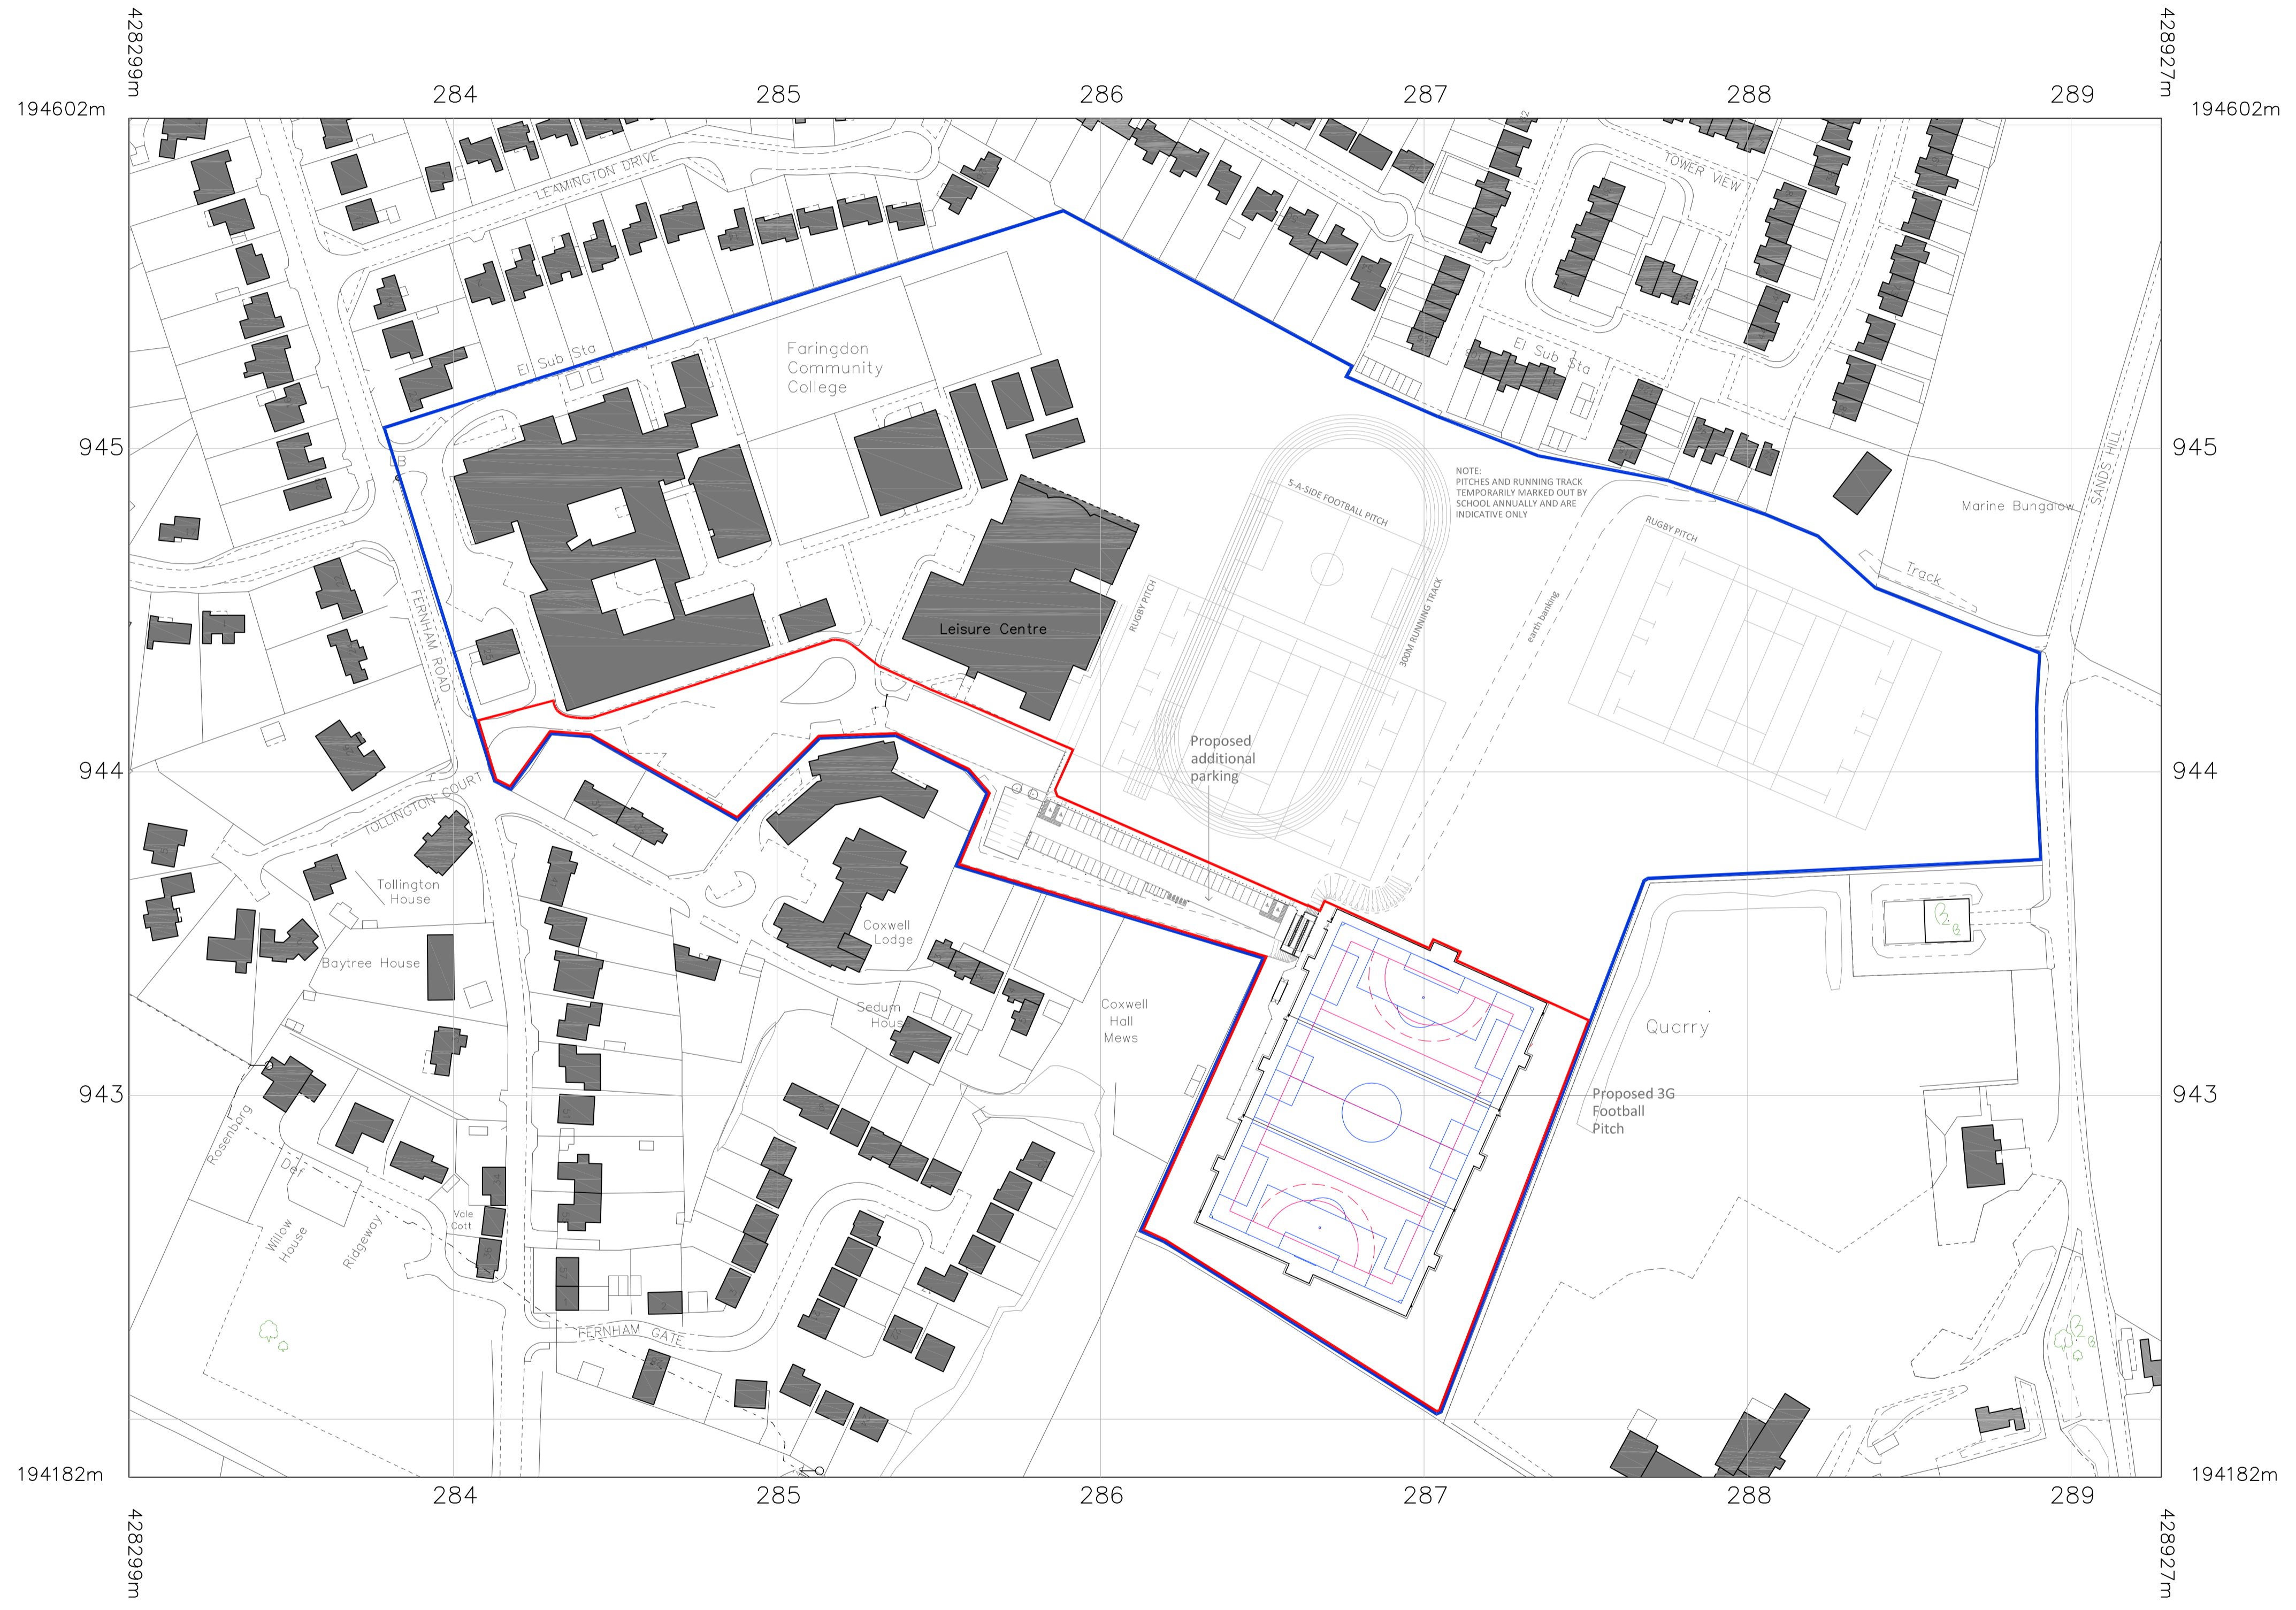 428299m
428927m
194602m
284
285
286
287
288
289
194602m
LEAMINGTON DRIVE
TOWER VIEW
El Sub Sta
Faringdon
Community
College
El Sub Sta
945
945
LB
SANDS HILL
NOTE:
PITCHES AND RUNNING TRACK
TEMPORARILY MARKED OUT BY
SCHOOL ANNUALLY AND ARE
INDICATIVE ONLY
5-A-SIDE FOOTBALL PITCH
RUGBY PITCH
Marine Bungalow
Track
FERNHAM ROAD
Leisure Centre
RUGBY PITCH
300M RUNNING TRACK
earth banking
Proposed
additional
parking
944
944
TOLLINGTON COURT
Tollington
House
Baytree House
Coxwell
Lodge
Sedum
House
Coxwell
Hall
Mews
Quarry
943
943
Proposed 3G
Football
Pitch
Rosenborg
Def
Willow
House
Ridgeway
Vale
Cott
FERNHAM GATE
194182m
194182m
284
285
286
287
288
289
428299m
428927m